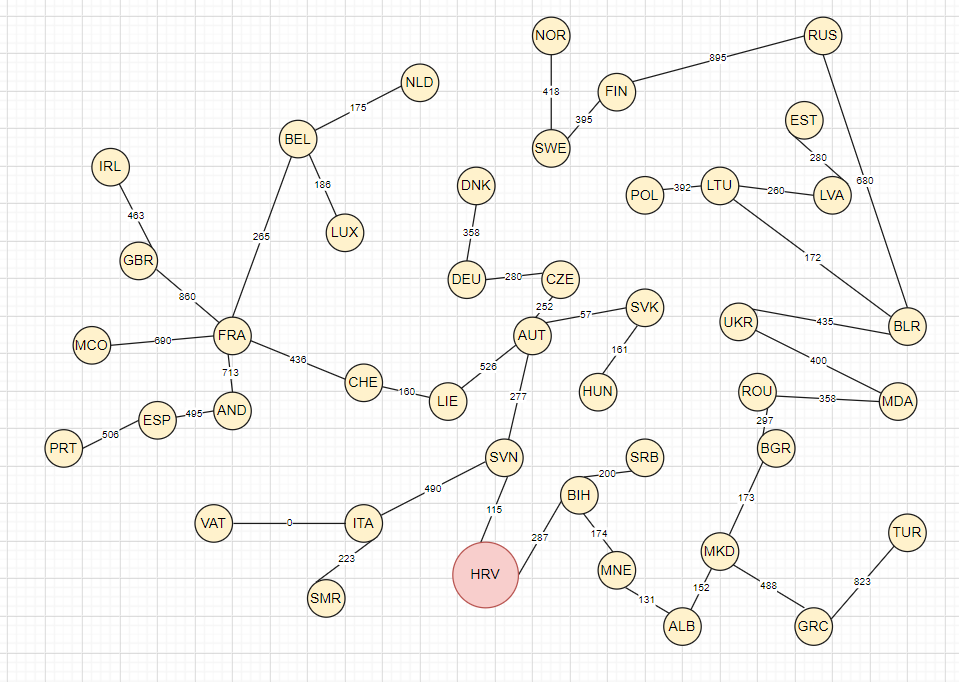 NOR
RUS
895
NLD
FIN
418
175
395
EST
BEL
SWE
280
IRL
680
186
DNK
POL
392
LTU
260
LVA
463
LUX
358
265
172
GBR
DEU
280
CZE
860
252
SVK
57
UKR
435
BLR
FRA
AUT
MCO
690
161
436
400
526
713
CHE
160
HUN
ROU
358
MDA
LIE
277
AND
495
ESP
297
506
PRT
BGR
SVN
SRB
200
490
BIH
173
115
VAT
0
ITA
174
TUR
287
MKD
223
HRV
MNE
152
488
823
SMR
131
ALB
GRC